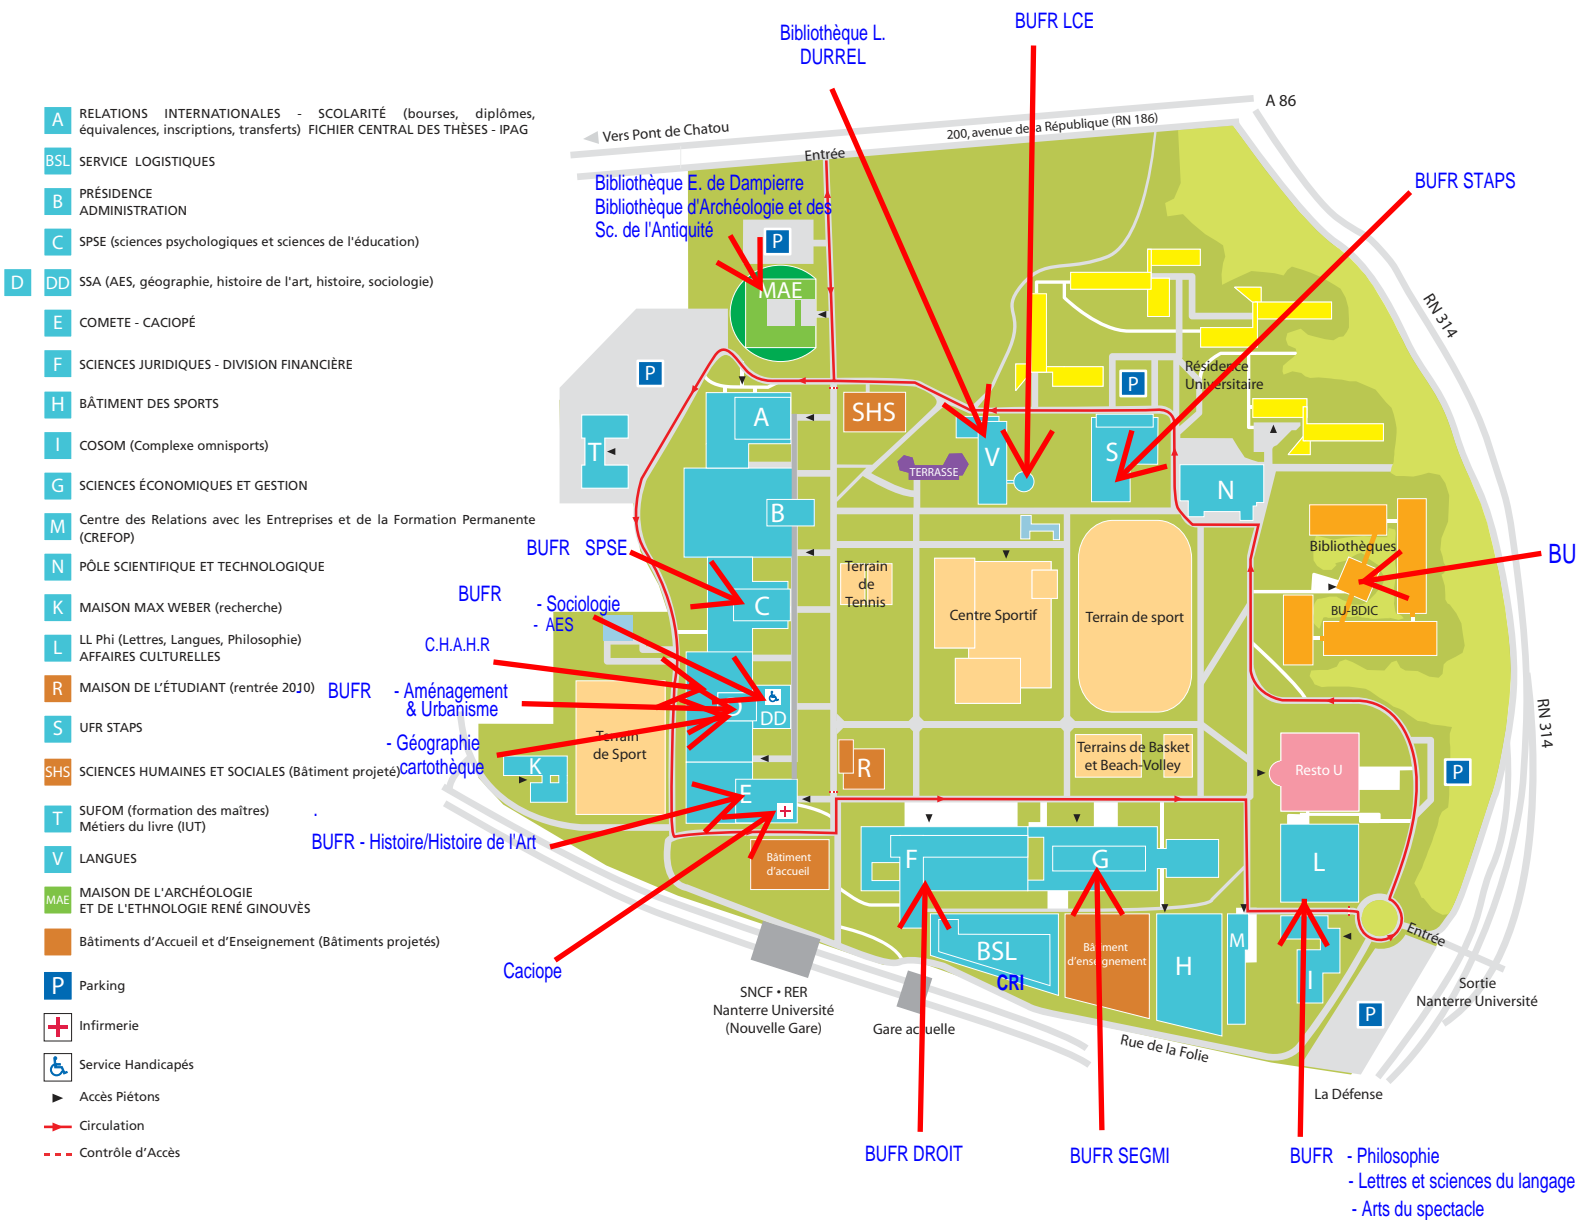 BUFR LCE
Bibliothèque L.
DURREL
A 86
Vers Pont de Chatou
200, avenue de la République (RN 186)
Entrée
Bibliothèque E. de Dampierre
Bibliothèque d'Archéologie et des
Sc. de l'Antiquité
BUFR STAPS
A RELATIONS INTERNATIONALES - SCOLARITÉ (bourses, diplômes,
équivalences, inscriptions, transferts) FICHIER CENTRAL DES THÈSES - IPAG
BSL SERVICE LOGISTIQUES
B PRÉSIDENCE
ADMINISTRATION
C SPSE (sciences psychologiques et sciences de l'éducation)
D DD SSA (AES, géographie, histoire de l'art, histoire, sociologie)
E COMETE - CACIOPÉ
F SCIENCES JURIDIQUES - DIVISION FINANCIÈRE
H BÂTIMENT DES SPORTS
I COSOM (Complexe omnisports)
G SCIENCES ÉCONOMIQUES ET GESTION
M Centre des Relations avec les Entreprises et de la Formation Permanente
(CREFOP)
N PÔLE SCIENTIFIQUE ET TECHNOLOGIQUE
K MAISON MAX WEBER (recherche)
L LL Phi (Lettres, Langues, Philosophie)
AFFAIRES CULTURELLES
R MAISON DE L'ÉTUDIANT (rentrée 2010)
S UFR STAPS
SHS SCIENCES HUMAINES ET SOCIALES (Bâtiment projeté)
T SUFOM (formation des maîtres)
Métiers du livre (IUT)
V LANGUES
MAE MAISON DE L'ARCHÉOLOGIE
ET DE L'ETHNOLOGIE RENÉ GINOUVÈS
Bâtiments d'Accueil et d'Enseignement (Bâtiments projetés)
P Parking
Infirmerie
Service Handicapés
Accès Piétons
Circulation
Contrôle d'Accès
P
MAE
RN 314
P
Résidence
Universitaire
P
A
SHS
T
V
S
TERRASSE
N
B
Bibliothèques
BU
BUFR SPSE
Terrain
de
Tennis
BUFR - Sociologie
- AES
C
Centre Sportif
Terrain de sport
BU-BDIC
C.H.A.H.R
BUFR - Aménagement
& Urbanisme
D
DD
RN 314
- Géographie
cartothèque
Terrain
de Sport
K
R
Terrains de Basket
et Beach-Volley
Resto U
P
E
BUFR - Histoire/Histoire de l'Art
Bâtiment
d'accueil
F
G
L
Caciope
BSL
CRI
Bâtiment
d'enseignement
H
M
I
Entrée
Sortie
Nanterre Université
SNCF • RER
Nanterre Université
(Nouvelle Gare)
Gare actuelle
P
Rue de la Folie
La Défense
BUFR DROIT
BUFR SEGMI
BUFR - Philosophie
- Lettres et sciences du langage
- Arts du spectacle